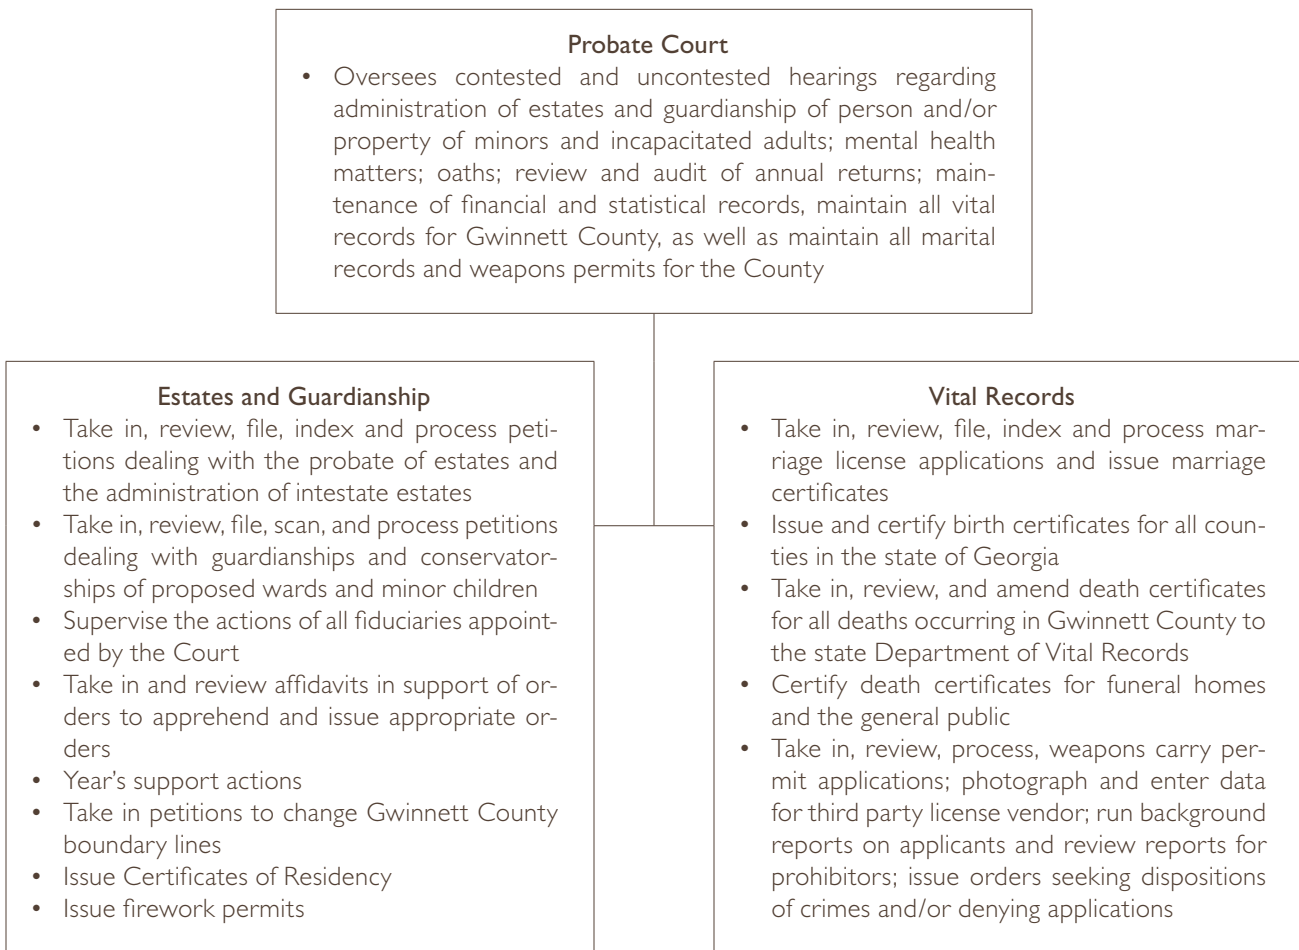 Probate Court
• Oversees contested and uncontested hearings regarding
administration of estates and guardianship of person and/or
property of minors and incapacitated adults; mental health
matters; oaths; review and audit of annual returns; main-
tenance of financial and statistical records, maintain all vital
records for Gwinnett County, as well as maintain all marital
records and weapons permits for the County
Estates and Guardianship
• Take in, review, file, index and process peti-
tions dealing with the probate of estates and
the administration of intestate estates
• Take in, review, file, scan, and process petitions
dealing with guardianships and conservator-
ships of proposed wards and minor children
• Supervise the actions of all fiduciaries appoint-
ed by the Court
• Take in and review affidavits in support of or-
ders to apprehend and issue appropriate or-
ders
• Year's support actions
• Take in petitions to change Gwinnett County
boundary lines
• Issue Certificates of Residency
• Issue firework permits
Vital Records
• Take in, review, file, index and process mar-
riage license applications and issue marriage
certificates
• Issue and certify birth certificates for all coun-
ties in the state of Georgia
• Take in, review, and amend death certificates
for all deaths occurring in Gwinnett County to
the state Department of Vital Records
• Certify death certificates for funeral homes
and the general public
• Take in, review, process, weapons carry per-
mit applications; photograph and enter data
for third party license vendor; run background
reports on applicants and review reports for
prohibitors; issue orders seeking dispositions
of crimes and/or denying applications